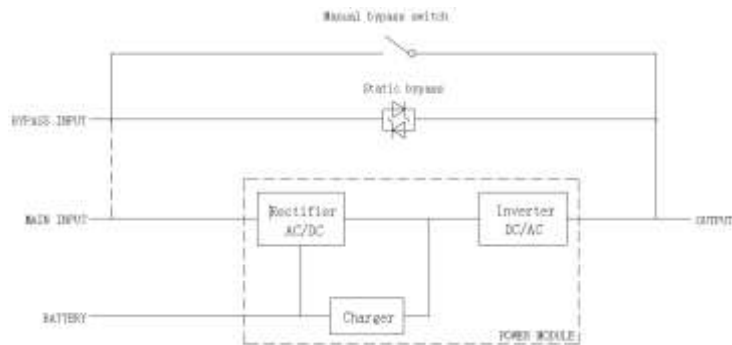 Manual bypass switch
Static bypass
BYPASS INPUT
MAIN INPUT
Rectifier
AC/DC
Inverter
DC/AC
OUTPUT
BATTERY
Charger
POWER MODULE